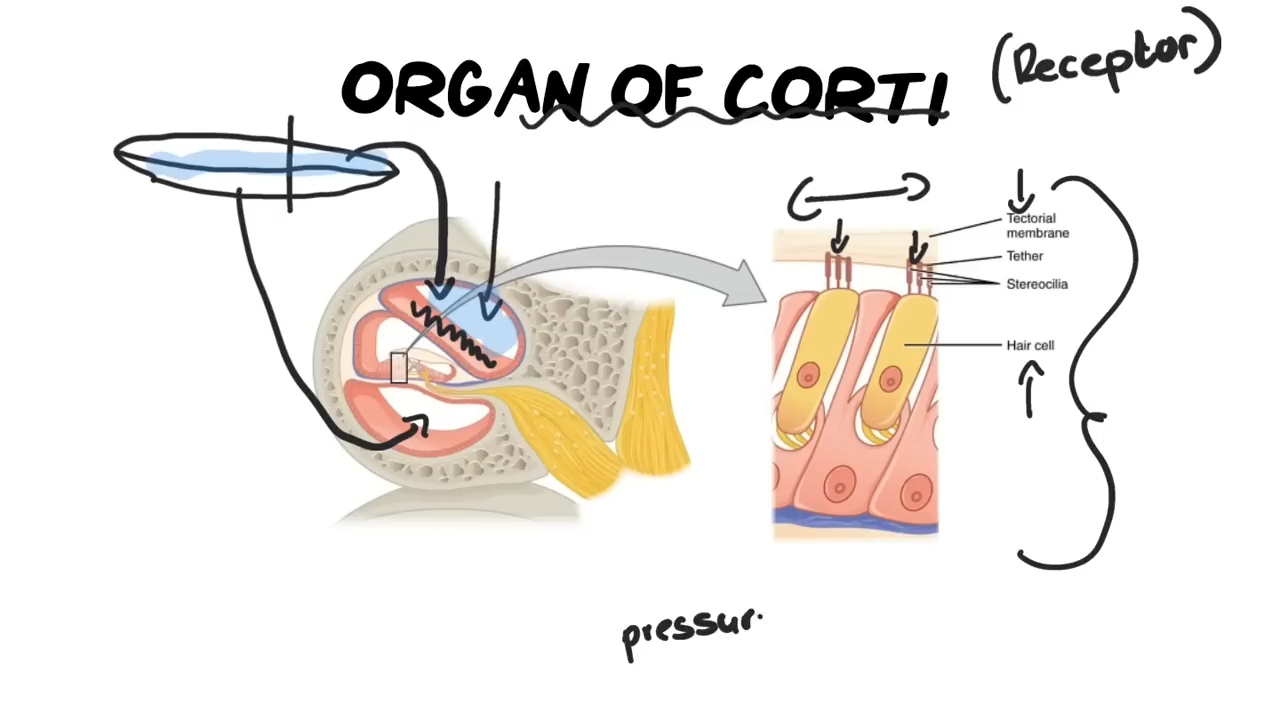 (Receptor)
ORGAN OF CORTI
Tectorial
membrane
Tether
Stereocilia
Hair cell
pressur.